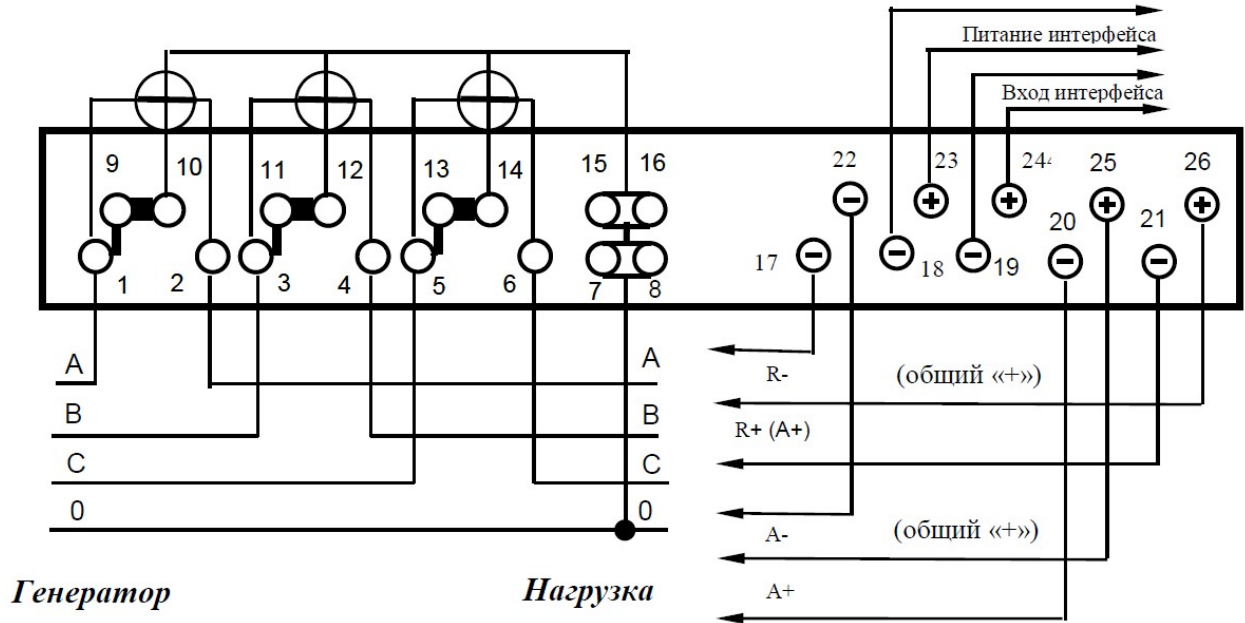 Питание интерфейса
Вход интерфейса
9 10 11 12 13 14 15 16 22 23 24 25 26
20 21
1 2 3 4 5 6 7 8 17 18 19
A A
R- (общий «+»)
B B R+ (A+)
C C
0 0 A- (общий «+»)
Генератор Нагрузка A+